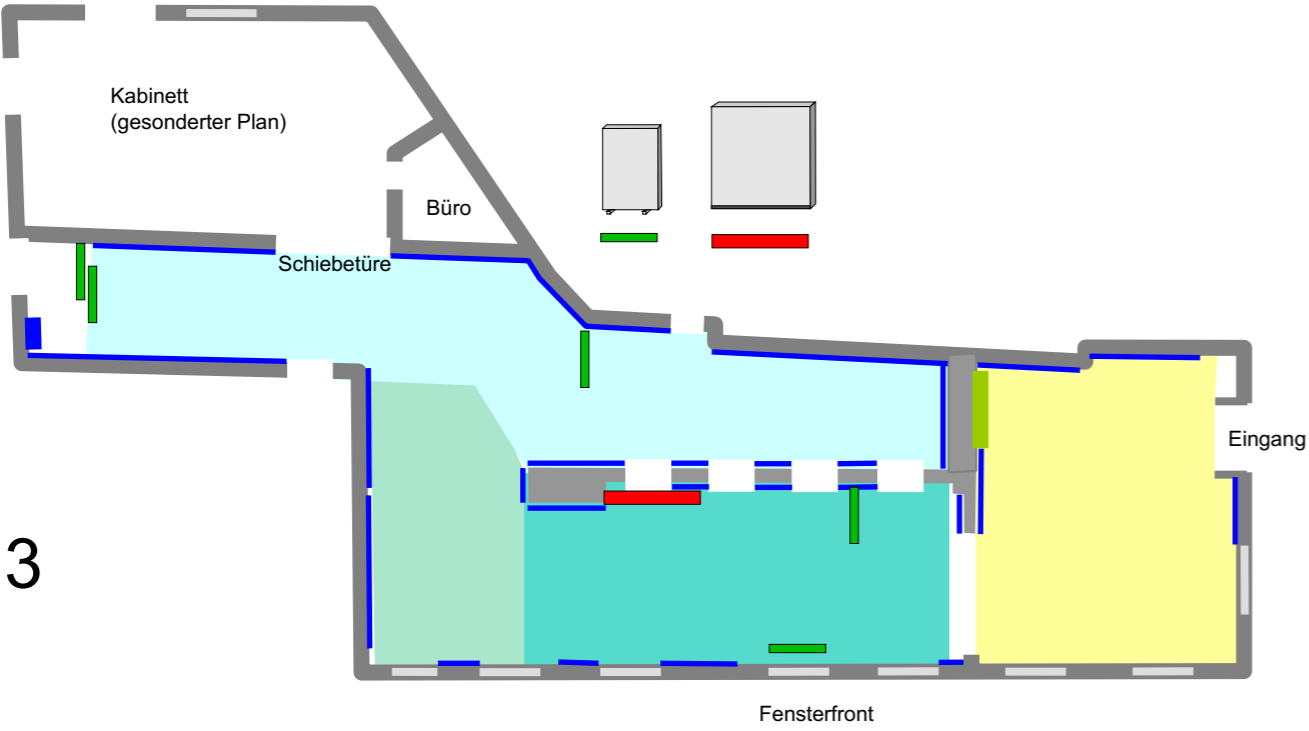 Kabinett
(gesonderter Plan)
Büro
Schiebetüre
Eingang
3
Fensterfront